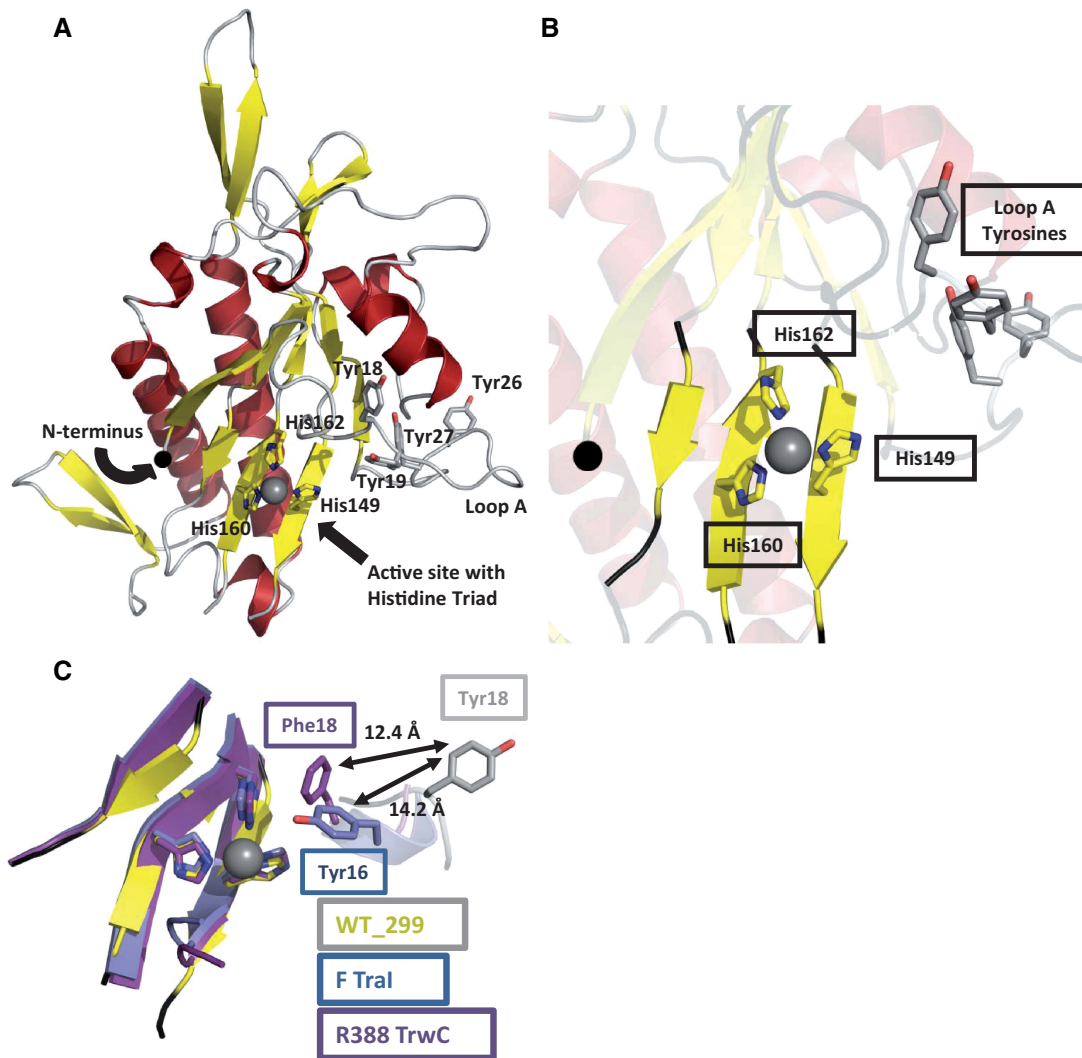 A
N-terminus
Tyr18
Tyr26
His162
Tyr27
Tyr19
His149
Loop A
His160
Active site with
Histidine Triad
B
Loop A
Tyrosines
His162
His149
His160
C
Tyr18
Phe18
12.4 Å
14.2 Å
Tyr16
WT_299
F TraI
R388 TrwC